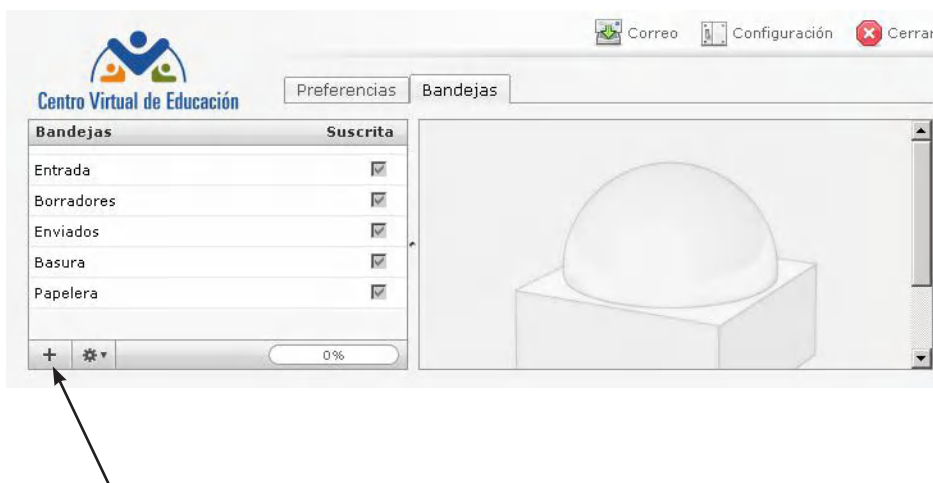 Correo Configuración Cerrar
Centro Virtual de Educación
Preferencias Bandejas
Bandejas Suscrita
Entrada
Borradores
Enviados
Basura
Papelera
+ 0%